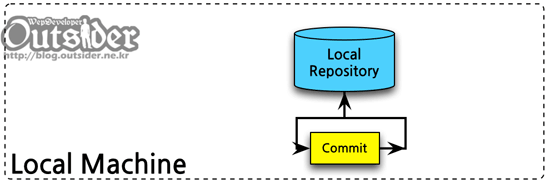 WebDeveloper
Outsider
http://blog.outsider.ne.kr
Local
Repository
Commit
Local Machine